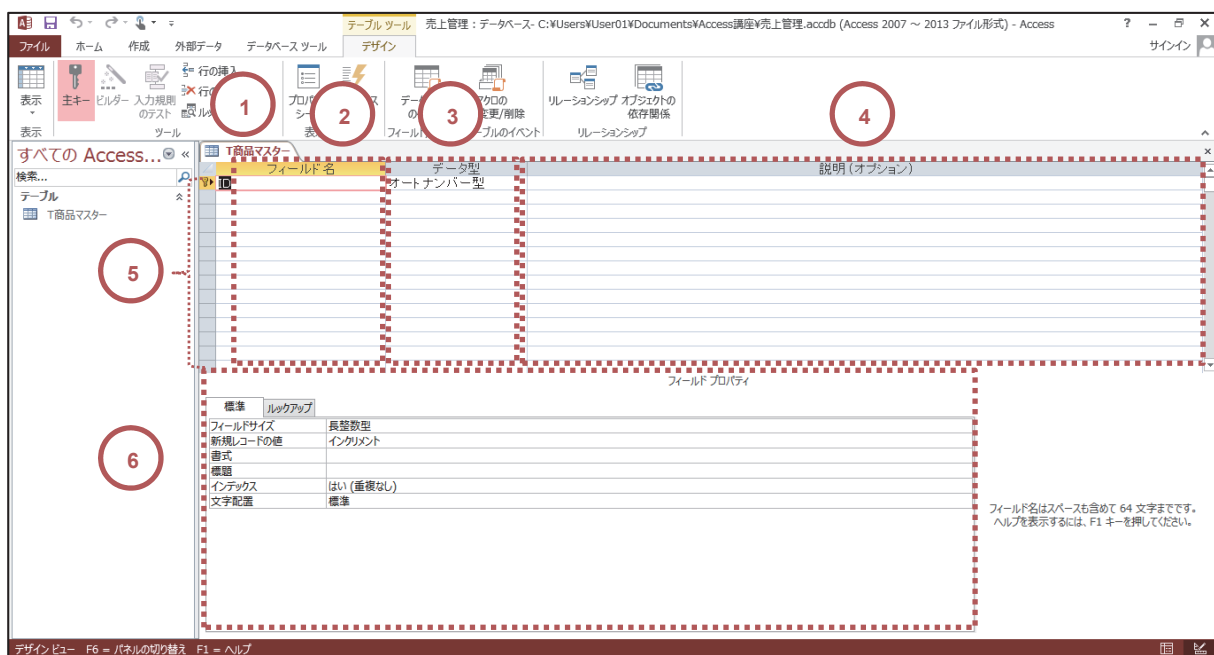 テーブル ツール 売上管理 : データベース- C:¥Users¥User01¥Documents¥Access講座¥売上管理.accdb (Access 2007 ～ 2013 ファイル形式) - Access ?
ファイル ホーム 作成 外部データ データベース ツール デザイン サインイン
表示 主キー ビルダー 入力規則のテスト 行の挿入
リレーションシップ オブジェクトの依存関係
変更/削除
表示 ツール リレーションシップ
1 2 3 4
すべての Access... «
検索...
テーブル
T商品マスター
T商品マスター
フィールド名 データ型 説明 (オプション)
ID オートナンバー型
5
フィールド プロパティ
標準 ルックアップ
フィールドサイズ 長整数型
新規レコードの値 インクリメント
書式
標題
インデックス はい (重複なし)
文字配置 標準
6
フィールド名はスペースも含めて 64 文字までです。
ヘルプを表示するには、F1 キーを押してください。
デザイン ビュー F6 = パネルの切り替え F1 = ヘルプ